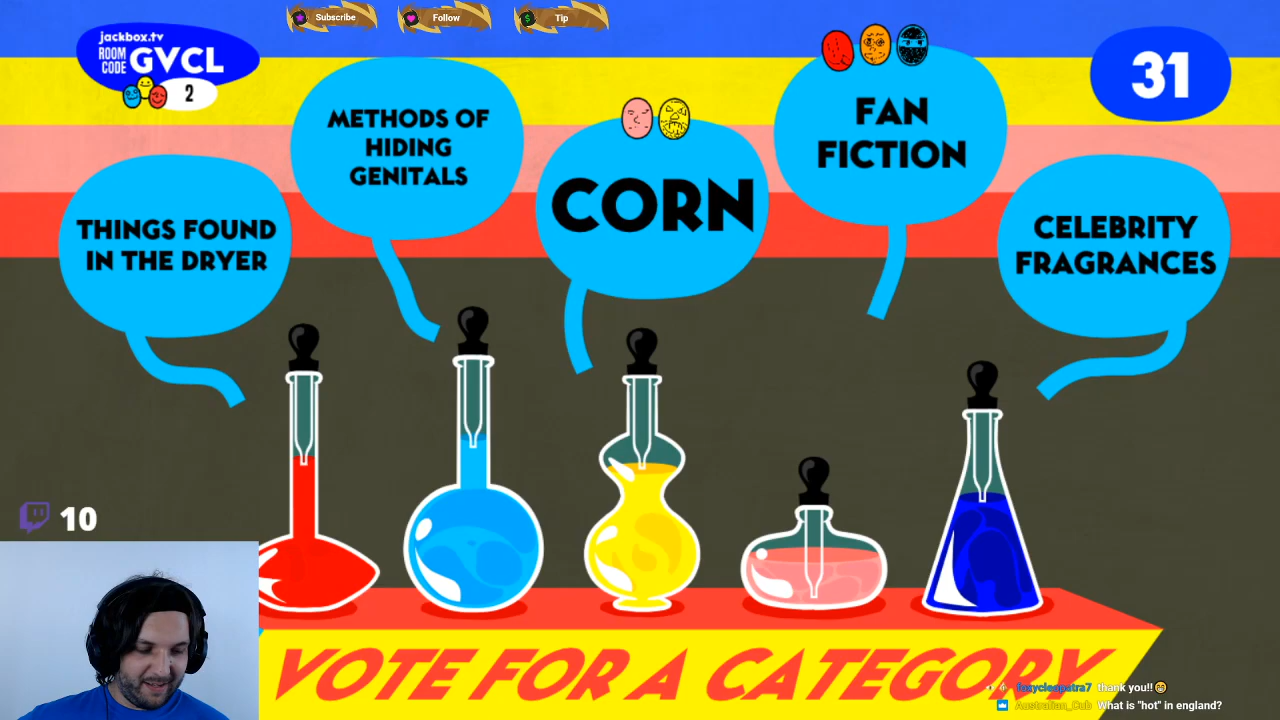 Subscribe
Follow
Tip
jackbox.tv
ROOM CODE GVCL
2
31
THINGS FOUND
IN THE DRYER
METHODS OF
HIDING
GENITALS
CORN
FAN
FICTION
CELEBRITY
FRAGRANCES
10
VOTE FOR A CATEGORY
foxycleopatra7 thank you!!
Australian_Cub What is "hot" in england?